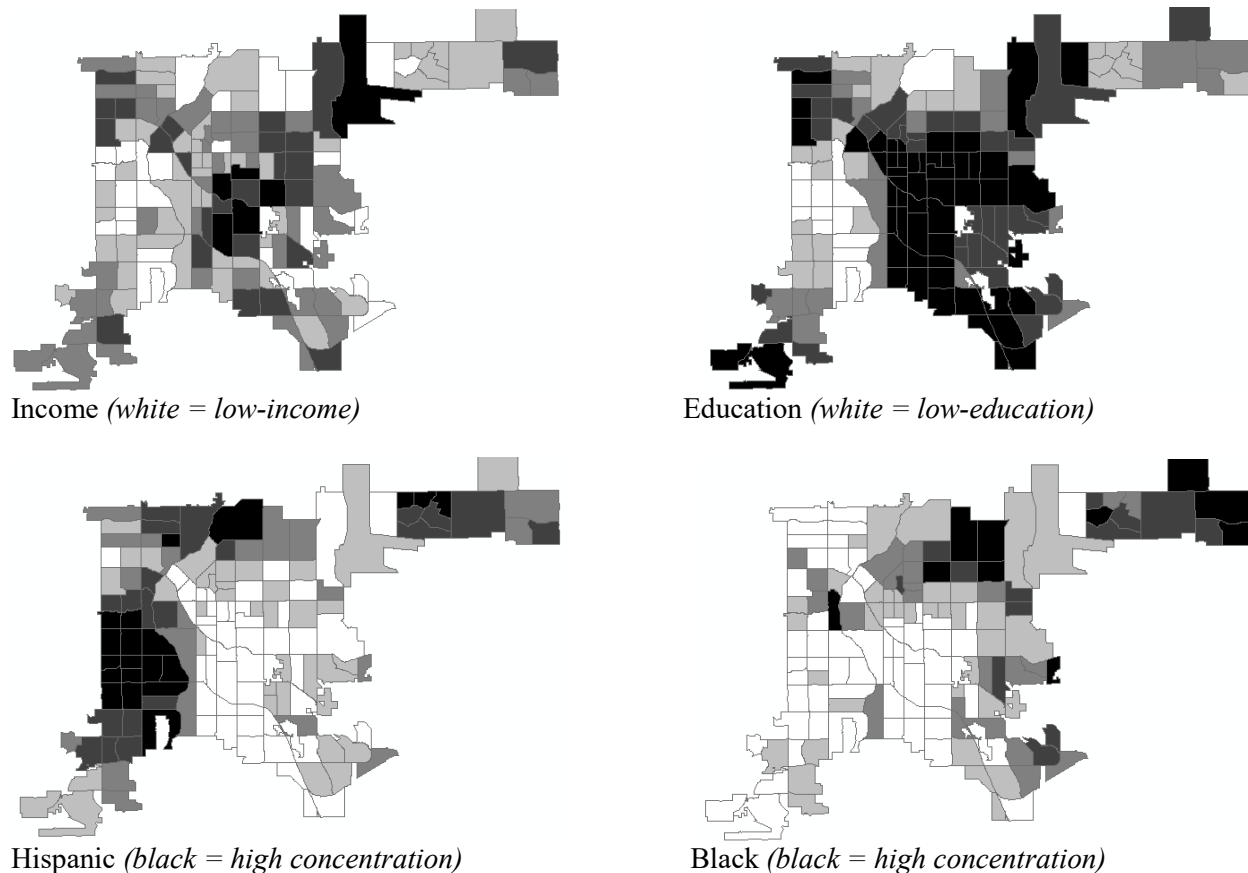 Income (white = low-income)
Education (white = low-education)
Hispanic (black = high concentration)
Black (black = high concentration)